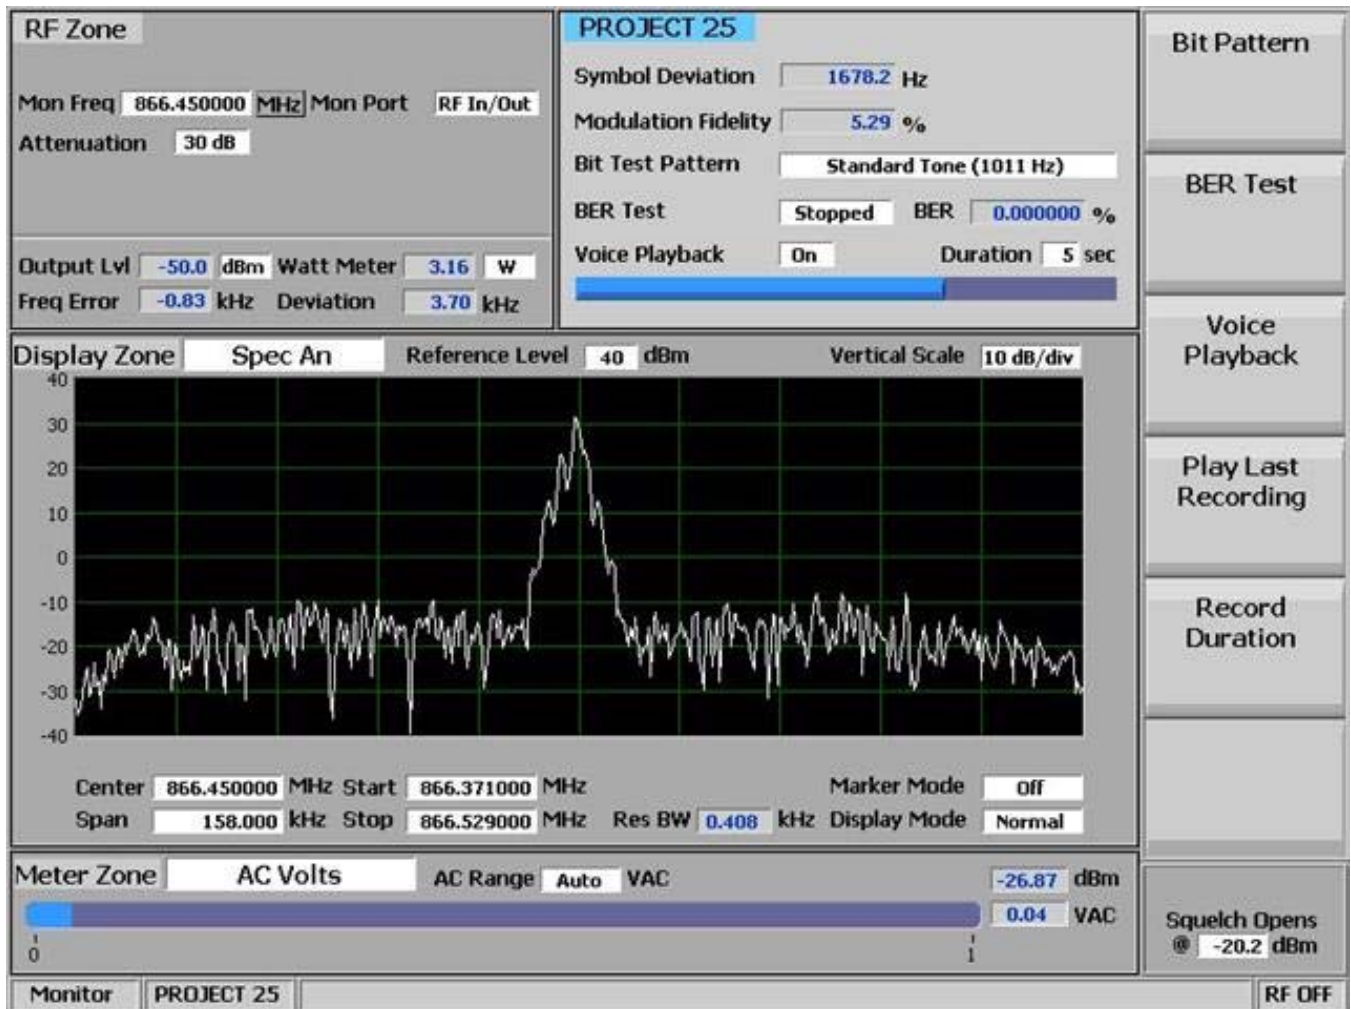 RF Zone
Mon Freq 866.450000 MHz Mon Port RF In/Out
Attenuation 30 dB
Output Lvl -50.0 dBm Watt Meter 3.16 W
Freq Error -0.83 kHz Deviation 3.70 kHz
PROJECT 25
Symbol Deviation 1678.2 Hz
Modulation Fidelity 5.29 %
Bit Test Pattern Standard Tone (1011 Hz)
BER Test Stopped BER 0.000000 %
Voice Playback On Duration 5 sec
Display Zone Spec An Reference Level 40 dBm Vertical Scale 10 dB/div
40
30
20
10
0
-10
-20
-30
-40
Center 866.450000 MHz Start 866.371000 MHz Marker Mode Off
Span 158.000 kHz Stop 866.529000 MHz Res BW 0.408 kHz Display Mode Normal
Meter Zone AC Volts AC Range Auto VAC -26.87 dBm
0.04 VAC
0 1
Bit Pattern
BER Test
Voice
Playback
Play Last
Recording
Record
Duration
Squelch Opens
@ -20.2 dBm
Monitor PROJECT 25 RF OFF